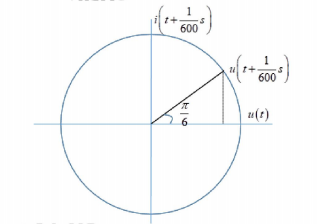 i(t+1/600 s)
u(t+1/600 s)
π/6
u(t)